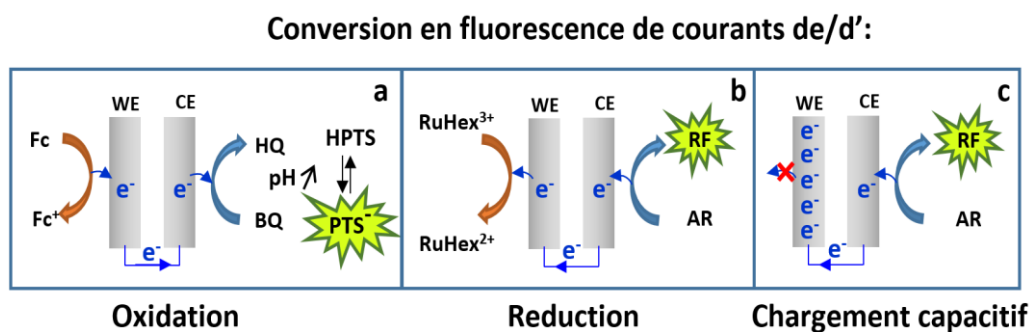 Conversion en fluorescence de courants de/d':
a
WE CE
Fc
Fc⁺
e⁻ e⁻
e⁻
HQ
pH
BQ
HPTS
PTS⁻
b
WE CE
RuHex³⁺
RuHex²⁺
e⁻ e⁻
e⁻
RF
AR
c
WE CE
e⁻
e⁻
e⁻ e⁻
e⁻
e⁻
e⁻
RF
AR
Oxidation
Reduction
Chargement capacitif